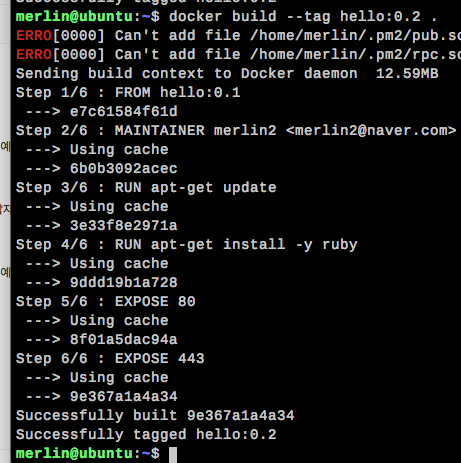 merlin@ubuntu:~$ docker build --tag hello:0.2 .
ERRO[0000] Can't add file /home/merlin/.pm2/pub.so
ERRO[0000] Can't add file /home/merlin/.pm2/rpc.so
Sending build context to Docker daemon  12.59MB
Step 1/6 : FROM hello:0.1
 ---> e7c61584f61d
Step 2/6 : MAINTAINER merlin2 <merlin2@naver.com>
 ---> Using cache
 ---> 6b0b3092acec
Step 3/6 : RUN apt-get update
 ---> Using cache
 ---> 3e33f8e2971a
Step 4/6 : RUN apt-get install -y ruby
 ---> Using cache
 ---> 9ddd19b1a728
Step 5/6 : EXPOSE 80
 ---> Using cache
 ---> 8f01a5dac94a
Step 6/6 : EXPOSE 443
 ---> Using cache
 ---> 9e367a1a4a34
Successfully built 9e367a1a4a34
Successfully tagged hello:0.2
merlin@ubuntu:~$
예
예